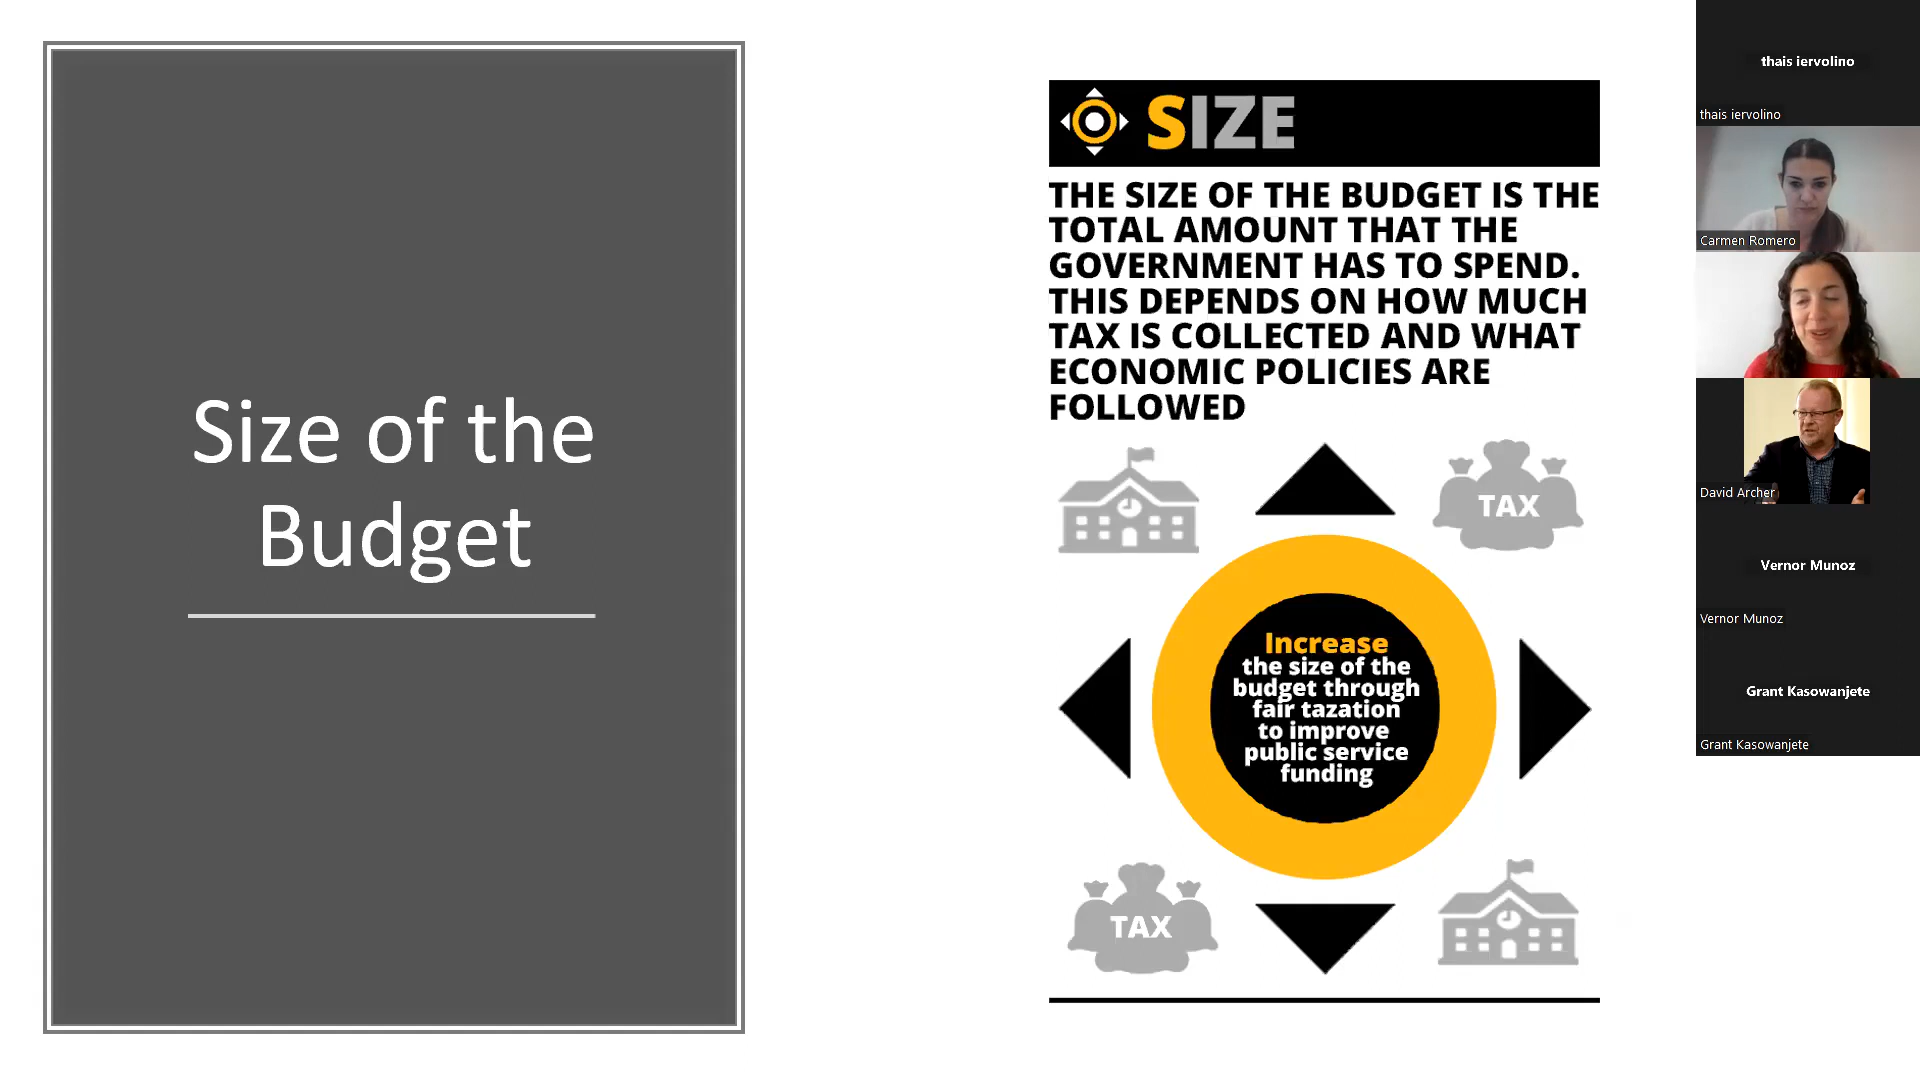 Size of the
Budget
SIZE
THE SIZE OF THE BUDGET IS THE
TOTAL AMOUNT THAT THE
GOVERNMENT HAS TO SPEND.
THIS DEPENDS ON HOW MUCH
TAX IS COLLECTED AND WHAT
ECONOMIC POLICIES ARE
FOLLOWED
TAX
Increase
the size of the
budget through
fair tazation
to improve
public service
funding
TAX
thais iervolino
thais iervolino
Carmen Romero
David Archer
Vernor Munoz
Vernor Munoz
Grant Kasowanjete
Grant Kasowanjete